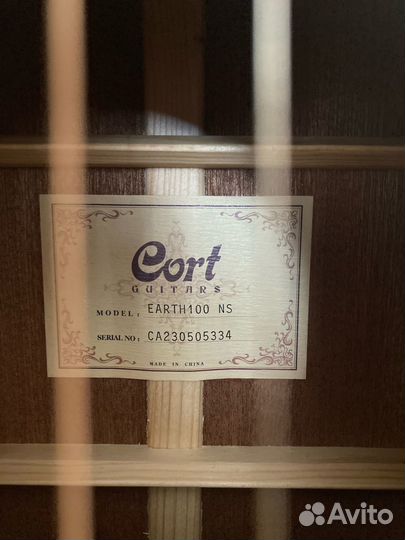 Cort
GUITARS
MODEL : EARTH100 NS
SERIAL NO : CA230505334
MADE IN CHINA
Avito